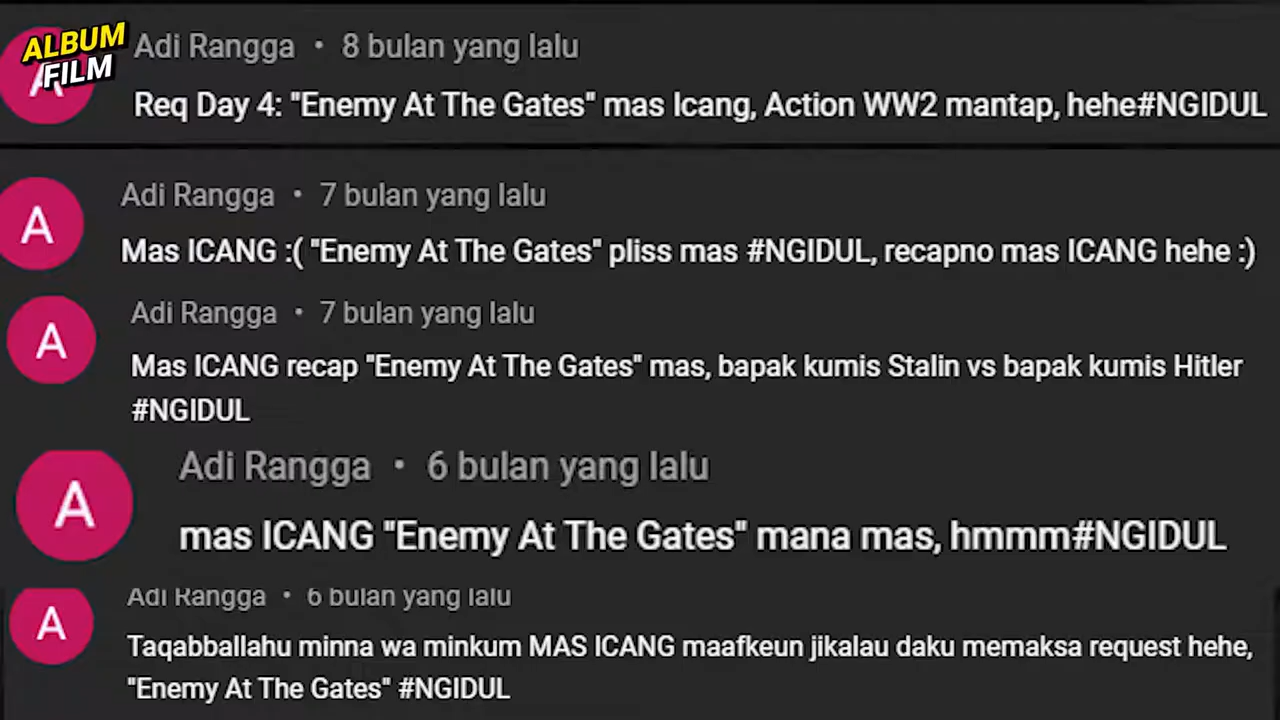 ALBUM
FILM
A
Adi Rangga • 8 bulan yang lalu
Req Day 4: "Enemy At The Gates" mas Icang, Action WW2 mantap, hehe#NGIDUL
A
Adi Rangga • 7 bulan yang lalu
Mas ICANG :( "Enemy At The Gates" pliss mas #NGIDUL, recapno mas ICANG hehe :)
A
Adi Rangga • 7 bulan yang lalu
Mas ICANG recap "Enemy At The Gates" mas, bapak kumis Stalin vs bapak kumis Hitler
#NGIDUL
A
Adi Rangga • 6 bulan yang lalu
mas ICANG "Enemy At The Gates" mana mas, hmmm#NGIDUL
A
Adi Rangga • 6 bulan yang lalu
Taqabballahu minna wa minkum MAS ICANG maafkeun jikalau daku memaksa request hehe,
"Enemy At The Gates" #NGIDUL